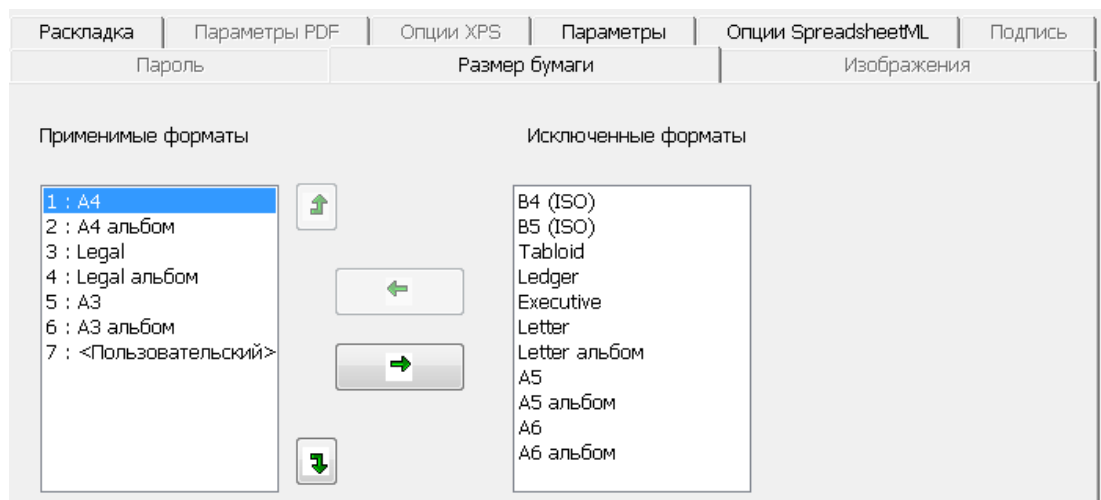 Раскладка Параметры PDF Опции XPS Параметры Опции SpreadsheetML Подпись
Пароль Размер бумаги Изображения
Применимые форматы Исключенные форматы
1 : A4
2 : A4 альбом
3 : Legal
4 : Legal альбом
5 : A3
6 : A3 альбом
7 : <Пользовательский>
B4 (ISO)
B5 (ISO)
Tabloid
Ledger
Executive
Letter
Letter альбом
A5
A5 альбом
A6
A6 альбом